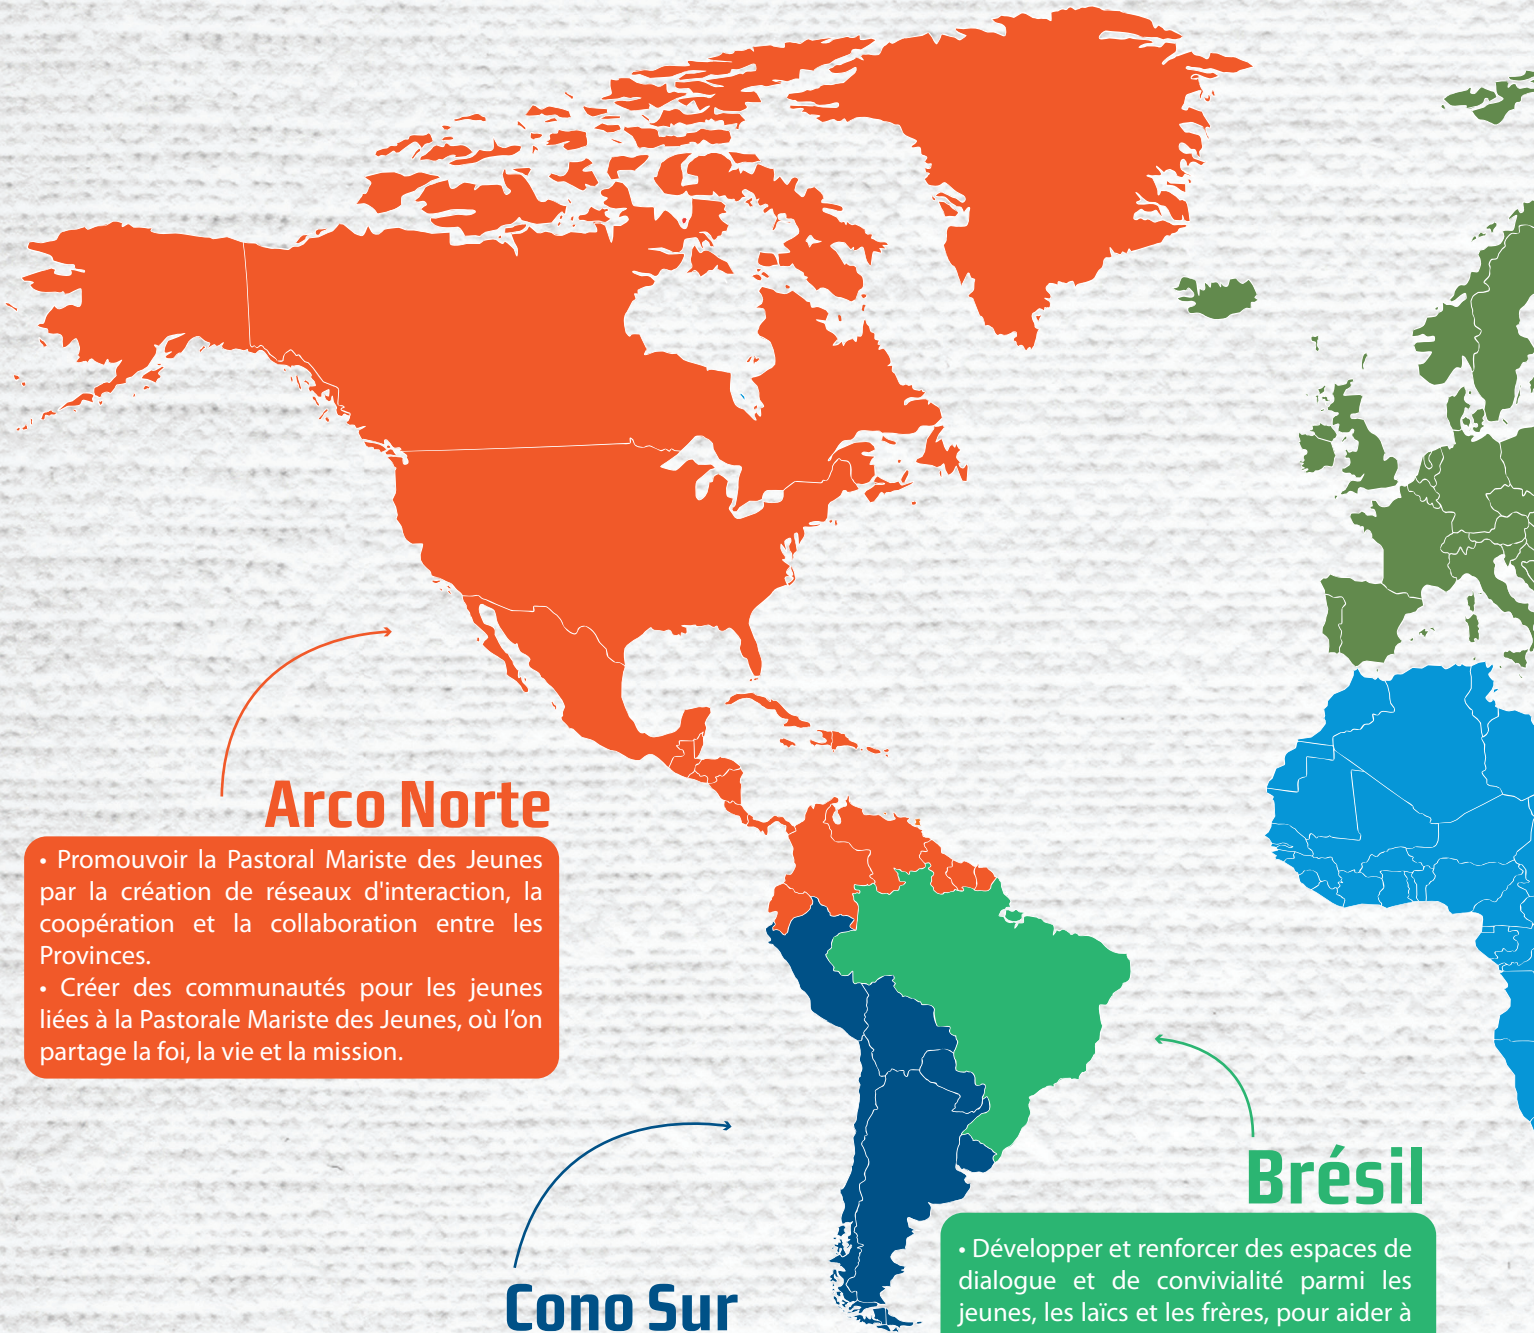 Arco Norte
• Promouvoir la Pastoral Mariste des Jeunes
par la création de réseaux d'interaction, la
coopération et la collaboration entre les
Provinces.
• Créer des communautés pour les jeunes
liées à la Pastorale Mariste des Jeunes, où l’on
partage la foi, la vie et la mission.
Brésil
• Développer et renforcer des espaces de
dialogue et de convivialité parmi les
jeunes, les laïcs et les frères, pour aider à
Cono Sur